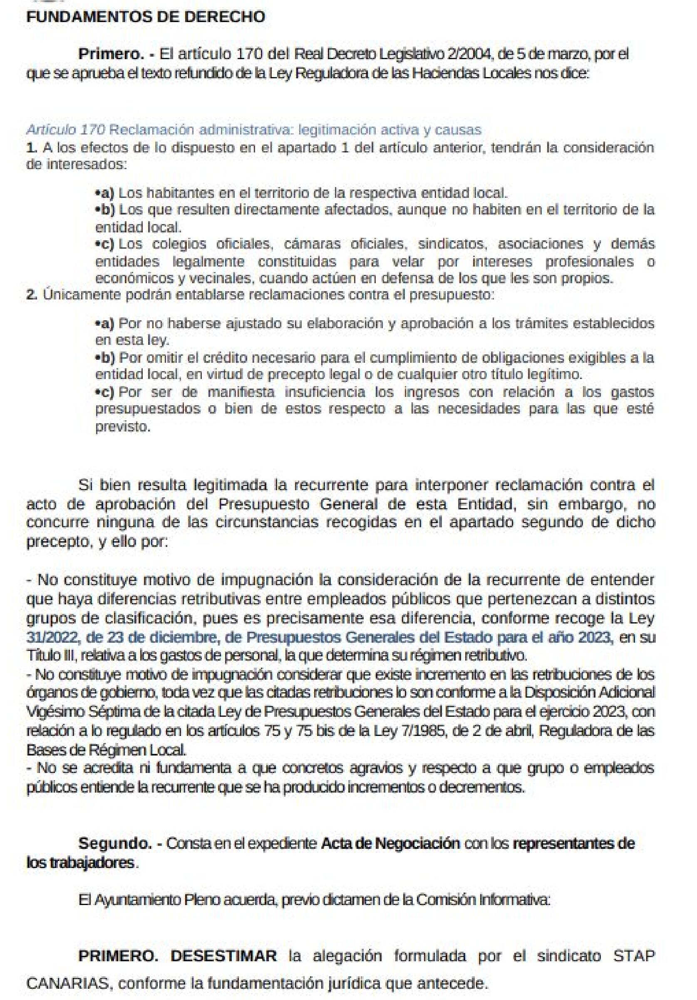 FUNDAMENTOS DE DERECHO
Primero. - El artículo 170 del Real Decreto Legislativo 2/2004, de 5 de marzo, por el
que se aprueba el texto refundido de la Ley Reguladora de las Haciendas Locales nos dice:
Artículo 170 Reclamación administrativa: legitimación activa y causas
1. A los efectos de lo dispuesto en el apartado 1 del artículo anterior, tendrán la consideración
de interesados:
•a) Los habitantes en el territorio de la respectiva entidad local.
•b) Los que resulten directamente afectados, aunque no habiten en el territorio de la
entidad local.
•c) Los colegios oficiales, cámaras oficiales, sindicatos, asociaciones y demás
entidades legalmente constituidas para velar por intereses profesionales o
económicos y vecinales, cuando actúen en defensa de los que les son propios.
2. Únicamente podrán entablarse reclamaciones contra el presupuesto:
•a) Por no haberse ajustado su elaboración y aprobación a los trámites establecidos
en esta ley.
•b) Por omitir el crédito necesario para el cumplimiento de obligaciones exigibles a la
entidad local, en virtud de precepto legal o de cualquier otro título legítimo.
•c) Por ser de manifiesta insuficiencia los ingresos con relación a los gastos
presupuestados o bien de estos respecto a las necesidades para las que esté
previsto.
Si bien resulta legitimada la recurrente para interponer reclamación contra el
acto de aprobación del Presupuesto General de esta Entidad, sin embargo, no
concurre ninguna de las circunstancias recogidas en el apartado segundo de dicho
precepto, y ello por:
- No constituye motivo de impugnación la consideración de la recurrente de entender
que haya diferencias retributivas entre empleados públicos que pertenezcan a distintos
grupos de clasificación, pues es precisamente esa diferencia, conforme recoge la Ley
31/2022, de 23 de diciembre, de Presupuestos Generales del Estado para el año 2023, en su
Título III, relativa a los gastos de personal, la que determina su régimen retributivo.
- No constituye motivo de impugnación considerar que existe incremento en las retribuciones de los
órganos de gobierno, toda vez que las citadas retribuciones lo son conforme a la Disposición Adicional
Vigésimo Séptima de la citada Ley de Presupuestos Generales del Estado para el ejercicio 2023, con
relación a lo regulado en los artículos 75 y 75 bis de la Ley 7/1985, de 2 de abril, Reguladora de las
Bases de Régimen Local.
- No se acredita ni fundamenta a que concretos agravios y respecto a que grupo o empleados
públicos entiende la recurrente que se ha producido incrementos o decrementos.
Segundo. - Consta en el expediente Acta de Negociación con los representantes de
los trabajadores.
El Ayuntamiento Pleno acuerda, previo dictamen de la Comisión Informativa:
PRIMERO. DESESTIMAR la alegación formulada por el sindicato STAP
CANARIAS, conforme la fundamentación jurídica que antecede.